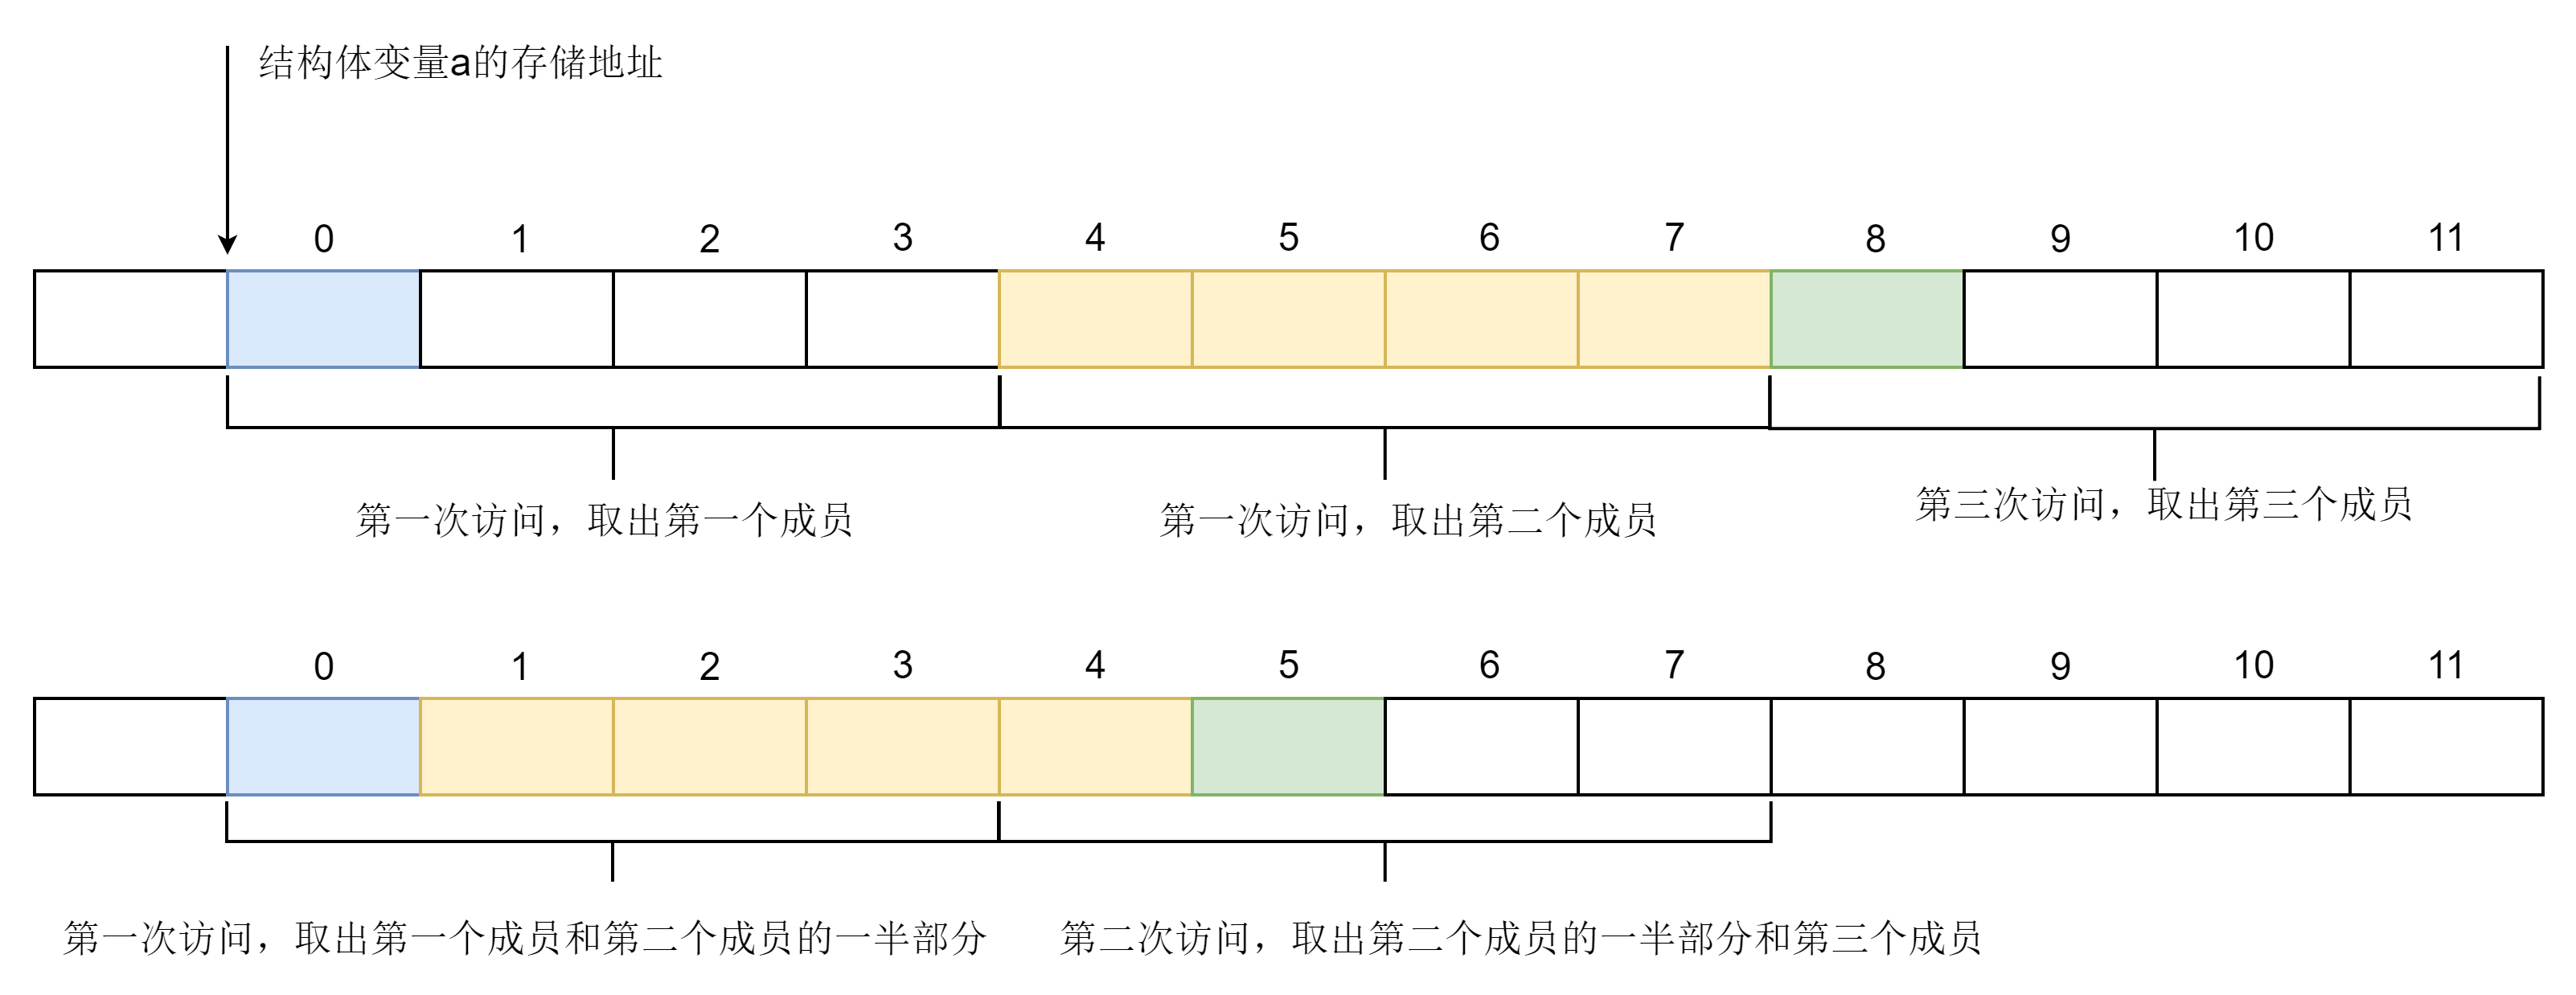 结构体变量a的存储地址
0 1 2 3 4 5 6 7 8 9 10 11
第一次访问，取出第一个成员
第一次访问，取出第二个成员
第三次访问，取出第三个成员
0 1 2 3 4 5 6 7 8 9 10 11
第一次访问，取出第一个成员和第二个成员的一半部分
第二次访问，取出第二个成员的一半部分和第三个成员